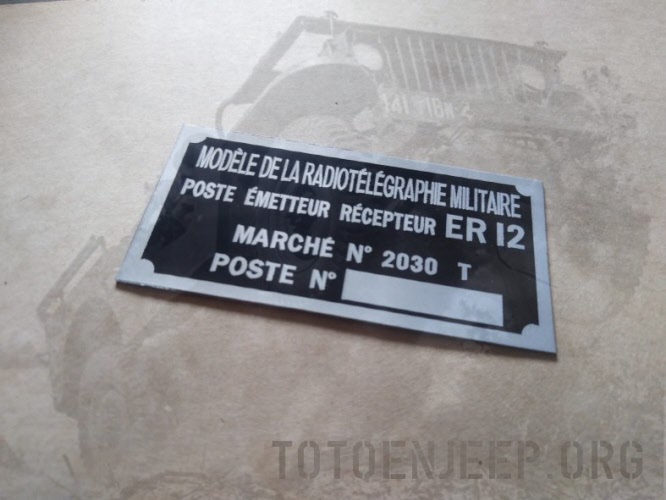 MODÈLE DE LA RADIOTÉLÉGRAPHIE MILITAIRE
POSTE ÉMETTEUR RÉCEPTEUR ER 12
MARCHÉ N° 2030 T
POSTE N°
TOTOENJEEP.ORG